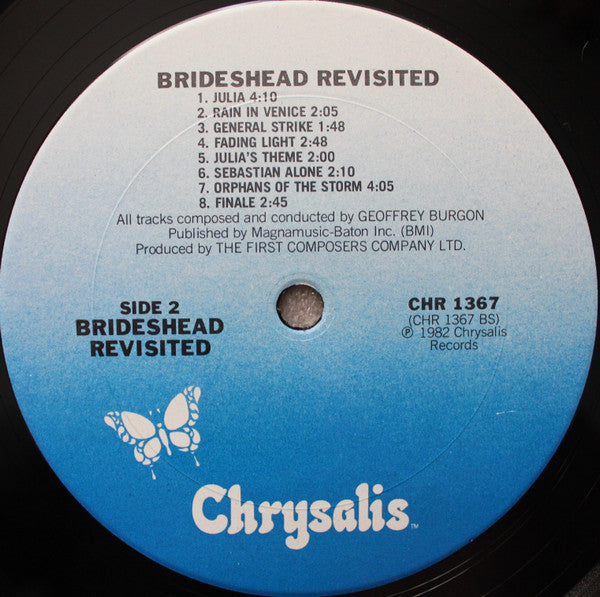 BRIDESHEAD REVISITED
1. JULIA 4:10
2. RAIN IN VENICE 2:05
3. GENERAL STRIKE 1:48
4. FADING LIGHT 2:48
5. JULIA'S THEME 2:00
6. SEBASTIAN ALONE 2:10
7. ORPHANS OF THE STORM 4:05
8. FINALE 2:45
All tracks composed and conducted by GEOFFREY BURGON
Published by Magnamusic-Baton Inc. (BMI)
Produced by THE FIRST COMPOSERS COMPANY LTD.
SIDE 2
BRIDESHEAD
REVISITED
CHR 1367
(CHR 1367 BS)
℗ 1982 Chrysalis
Records
Chrysalis™